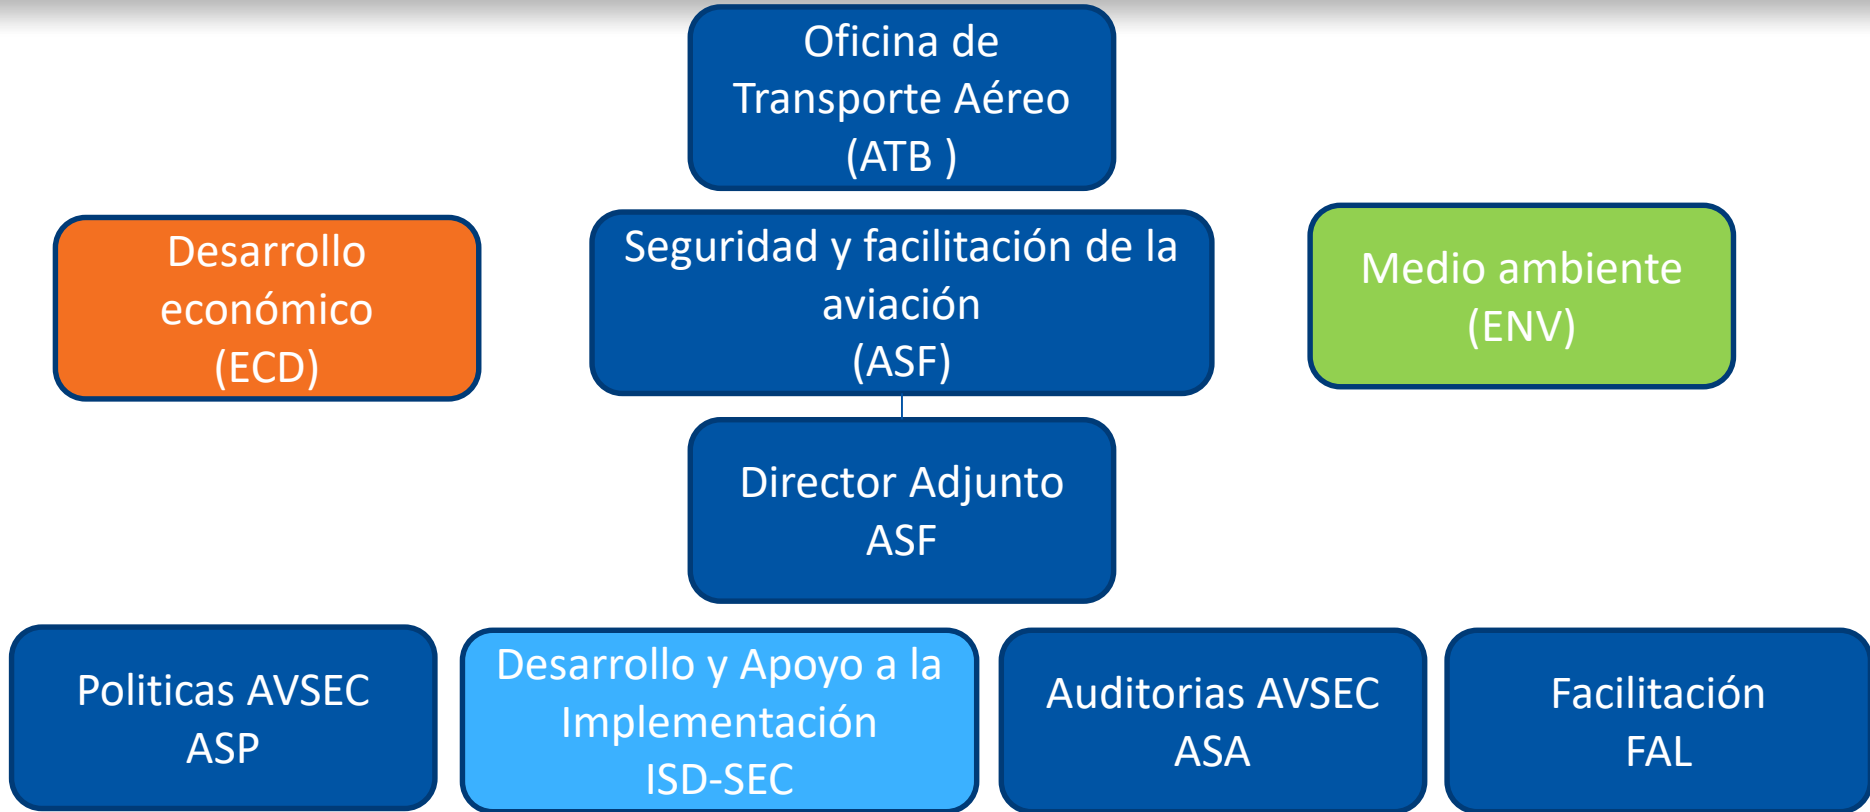 Oficina de
Transporte Aéreo
(ATB )
Desarrollo
económico
(ECD)
Seguridad y facilitación de la
aviación
(ASF)
Medio ambiente
(ENV)
Director Adjunto
ASF
Politicas AVSEC
ASP
Desarrollo y Apoyo a la
Implementación
ISD-SEC
Auditorias AVSEC
ASA
Facilitación
FAL